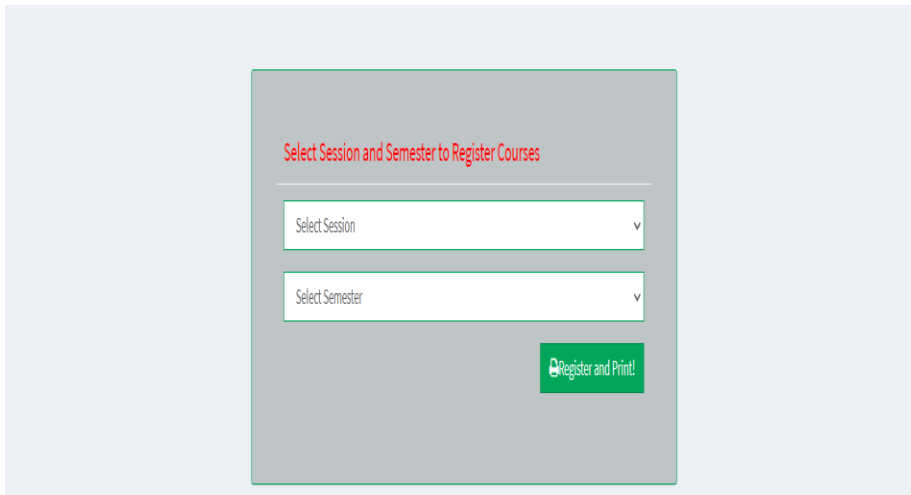 Select Session and Semester to Register Courses
Select Session
Select Semester
Register and Print!